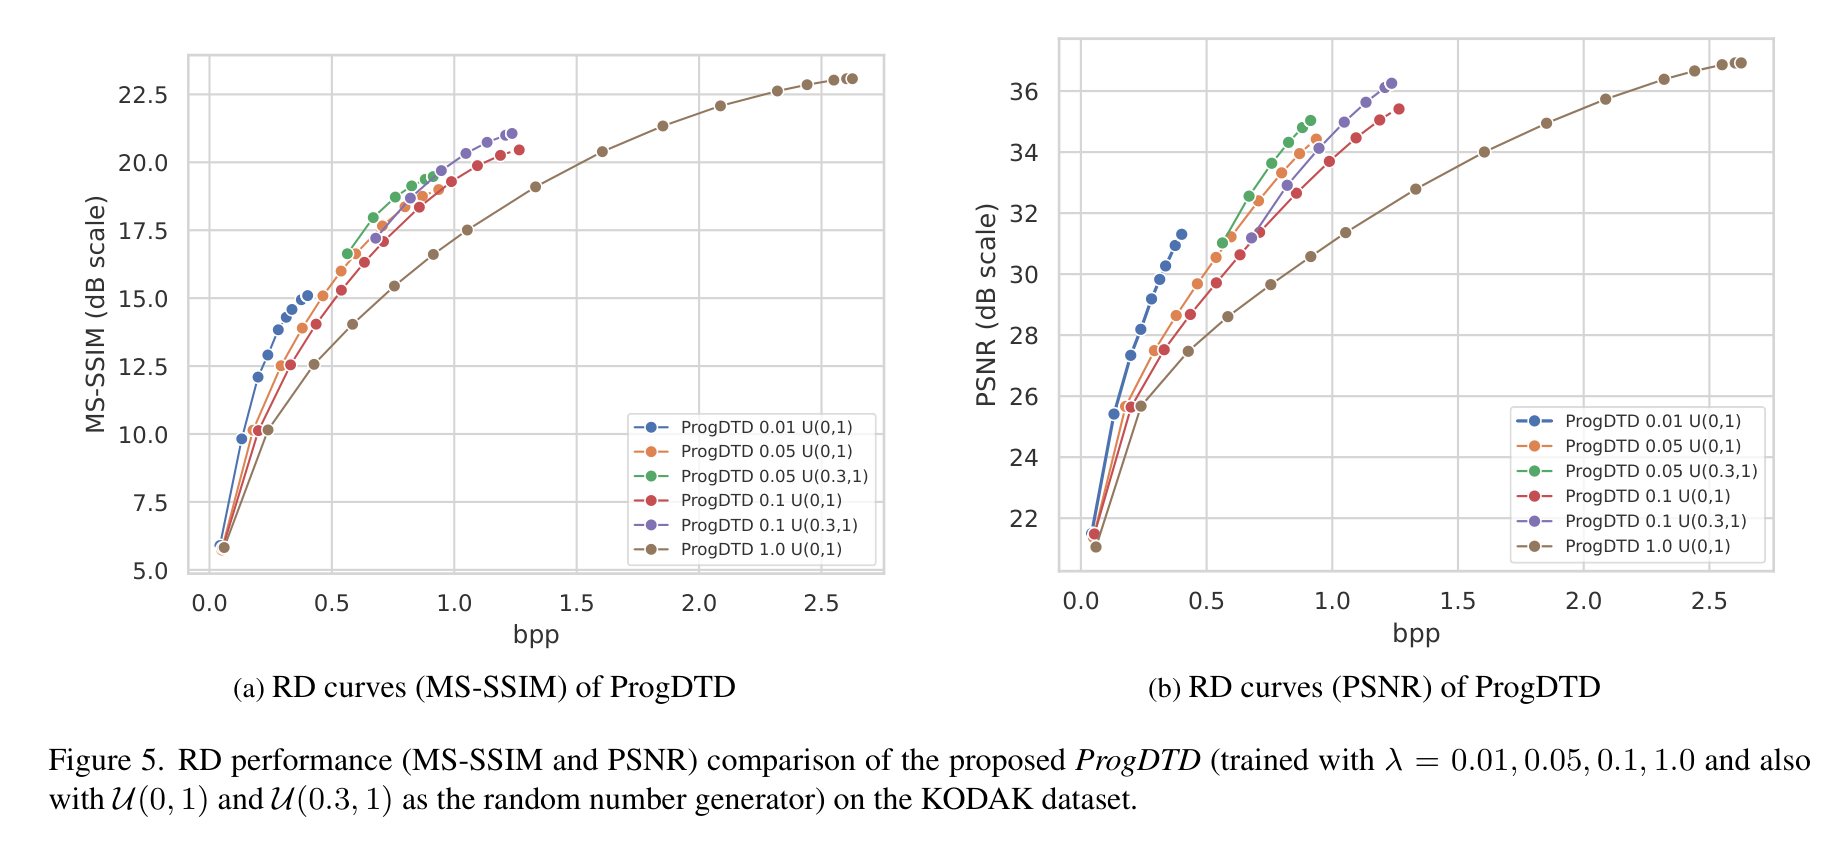 MS-SSIM (dB scale)
22.5
20.0
17.5
15.0
12.5
10.0
7.5
5.0
0.0 0.5 1.0 1.5 2.0 2.5
bpp
ProgDTD 0.01 U(0,1)
ProgDTD 0.05 U(0,1)
ProgDTD 0.05 U(0.3,1)
ProgDTD 0.1 U(0,1)
ProgDTD 0.1 U(0.3,1)
ProgDTD 1.0 U(0,1)
(a) RD curves (MS-SSIM) of ProgDTD
PSNR (dB scale)
36
34
32
30
28
26
24
22
0.0 0.5 1.0 1.5 2.0 2.5
bpp
ProgDTD 0.01 U(0,1)
ProgDTD 0.05 U(0,1)
ProgDTD 0.05 U(0.3,1)
ProgDTD 0.1 U(0,1)
ProgDTD 0.1 U(0.3,1)
ProgDTD 1.0 U(0,1)
(b) RD curves (PSNR) of ProgDTD
Figure 5. RD performance (MS-SSIM and PSNR) comparison of the proposed ProgDTD (trained with λ = 0.01, 0.05, 0.1, 1.0 and also
with 𝒰(0, 1) and 𝒰(0.3, 1) as the random number generator) on the KODAK dataset.